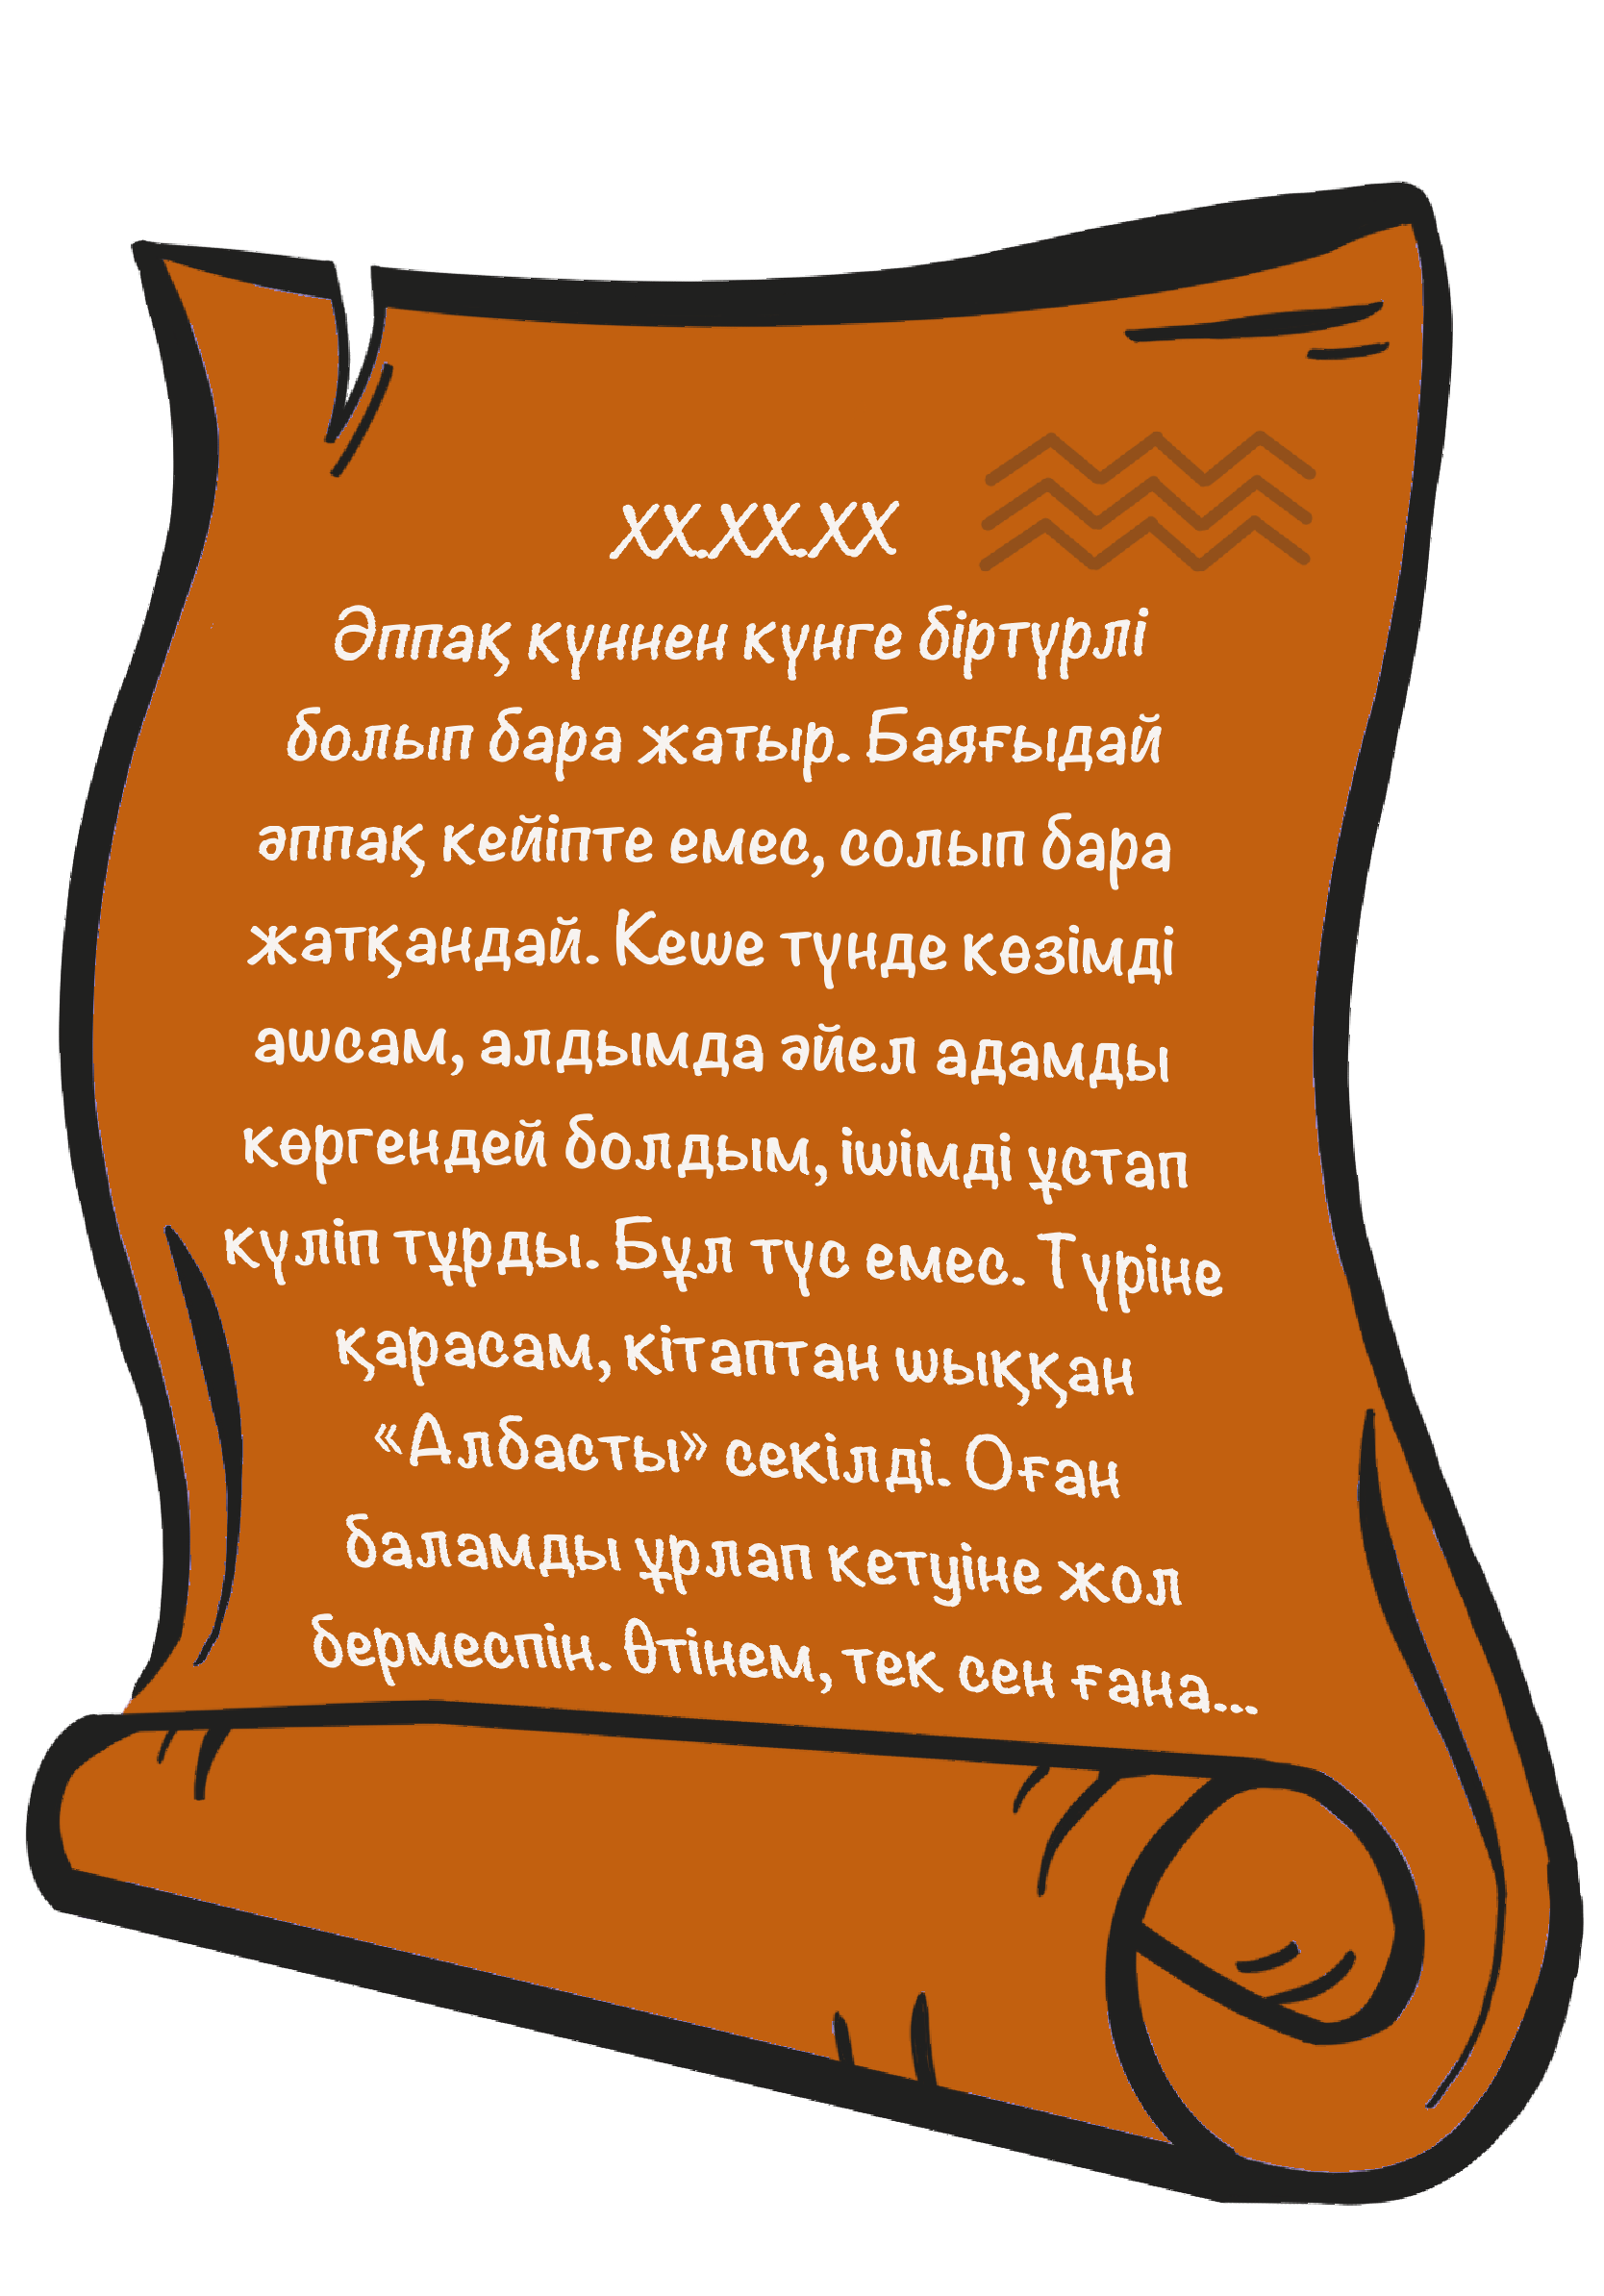 XX.XX.XX
Әппақ күннен күнге біртүрлі
болып бара жатыр. Баяғыдай
әппақ кейіпте емес, солып бара
жатқандай. Кеше түнде көзімді
ашсам, алдымда әйел адамды
көргендей болдым, ішімді ұстап
күліп тұрды. Бұл түс емес. Түріне
қарасам, кітаптан шыққан
«Албасты» секілді. Оған
баламды ұрлап кетуіне жол
бермеспін. Өтінем, тек сен ғана...